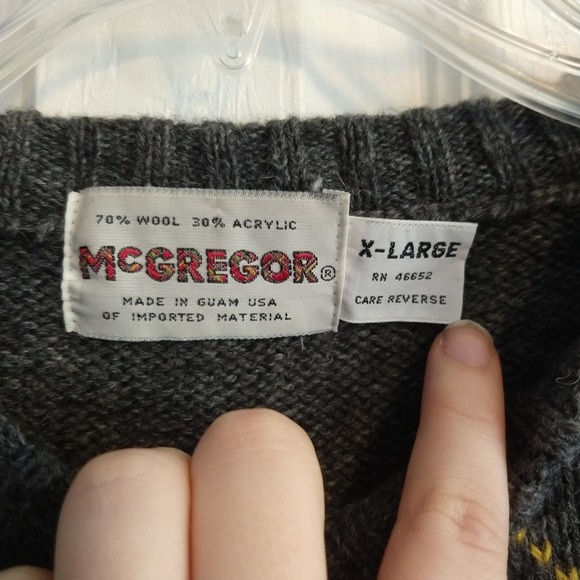 70% WOOL 30% ACRYLIC
McGREGOR®
MADE IN GUAM USA
OF IMPORTED MATERIAL
X-LARGE
RN 46652
CARE REVERSE